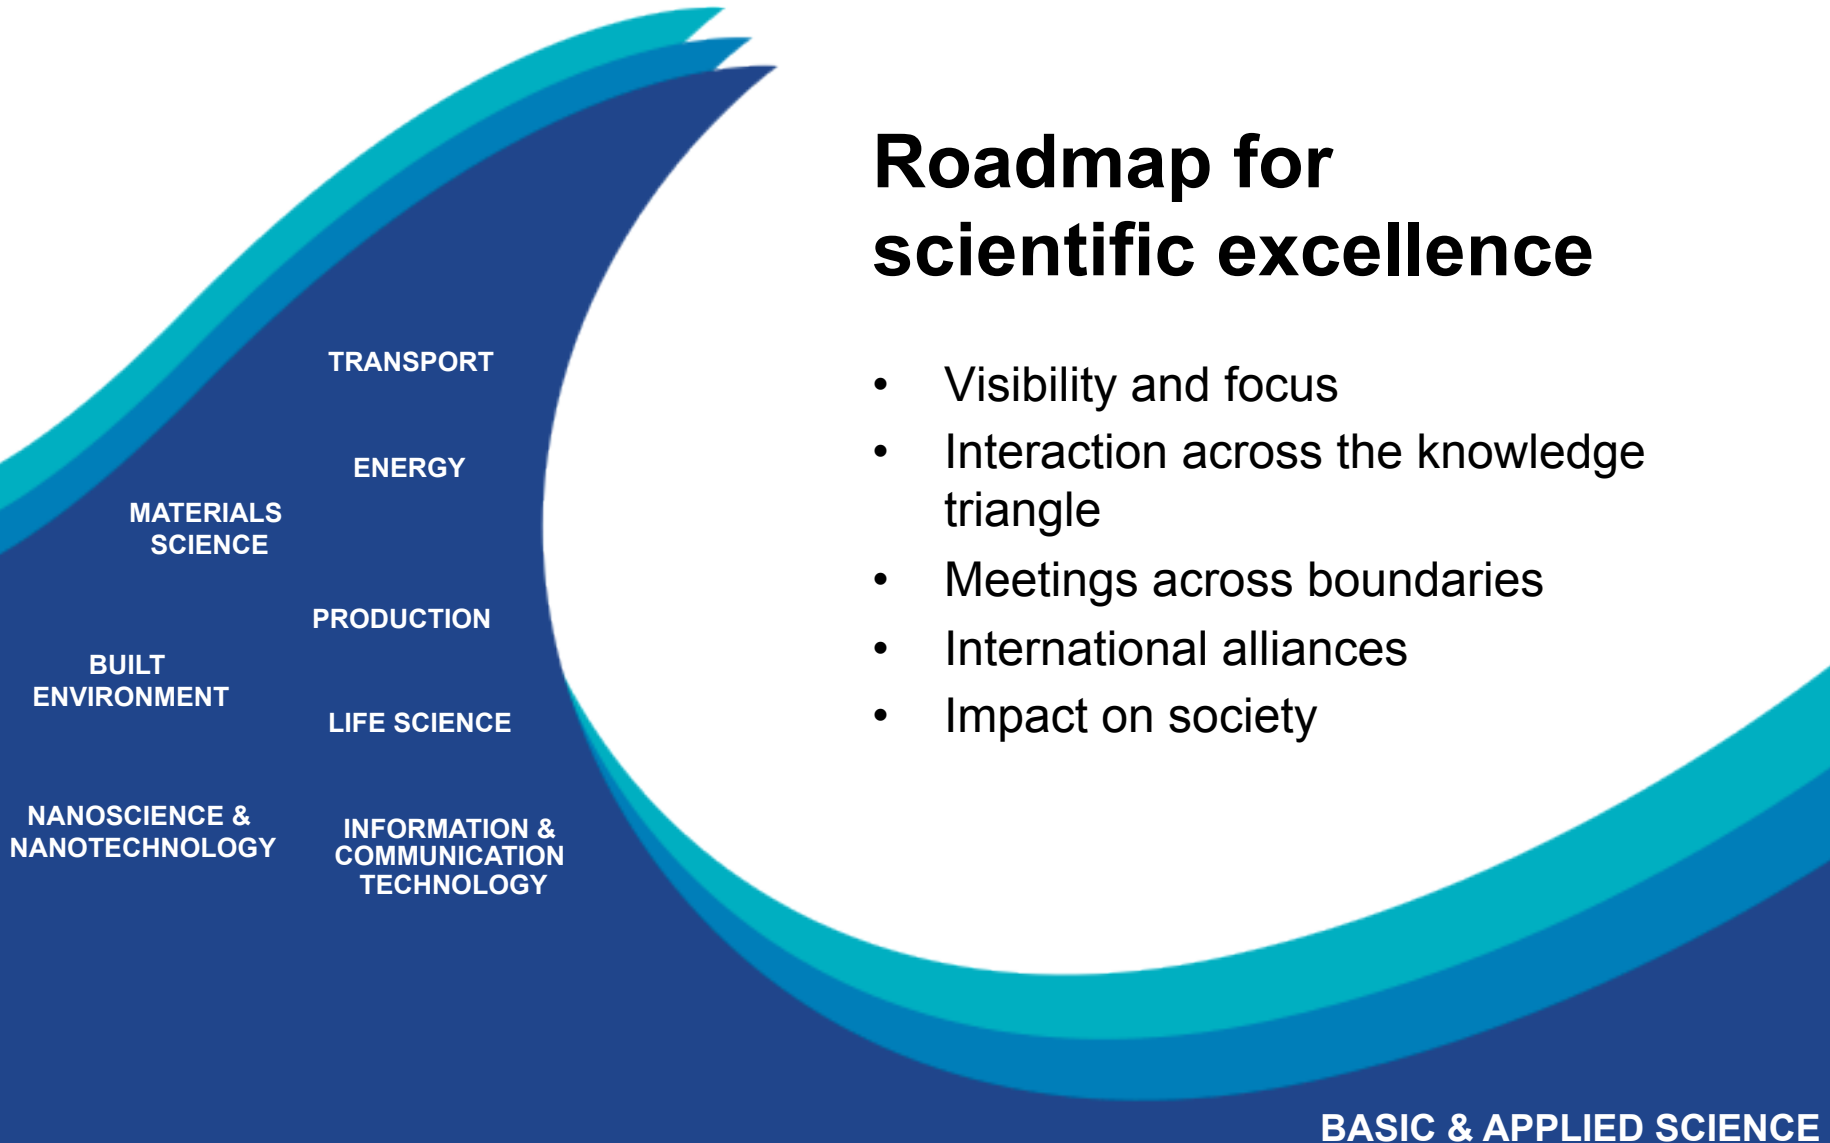 Roadmap for
scientific excellence
• Visibility and focus
• Interaction across the knowledge
triangle
• Meetings across boundaries
• International alliances
• Impact on society
TRANSPORT
ENERGY
MATERIALS
SCIENCE
PRODUCTION
BUILT
ENVIRONMENT
LIFE SCIENCE
NANOSCIENCE &
NANOTECHNOLOGY
INFORMATION &
COMMUNICATION
TECHNOLOGY
BASIC & APPLIED SCIENCE